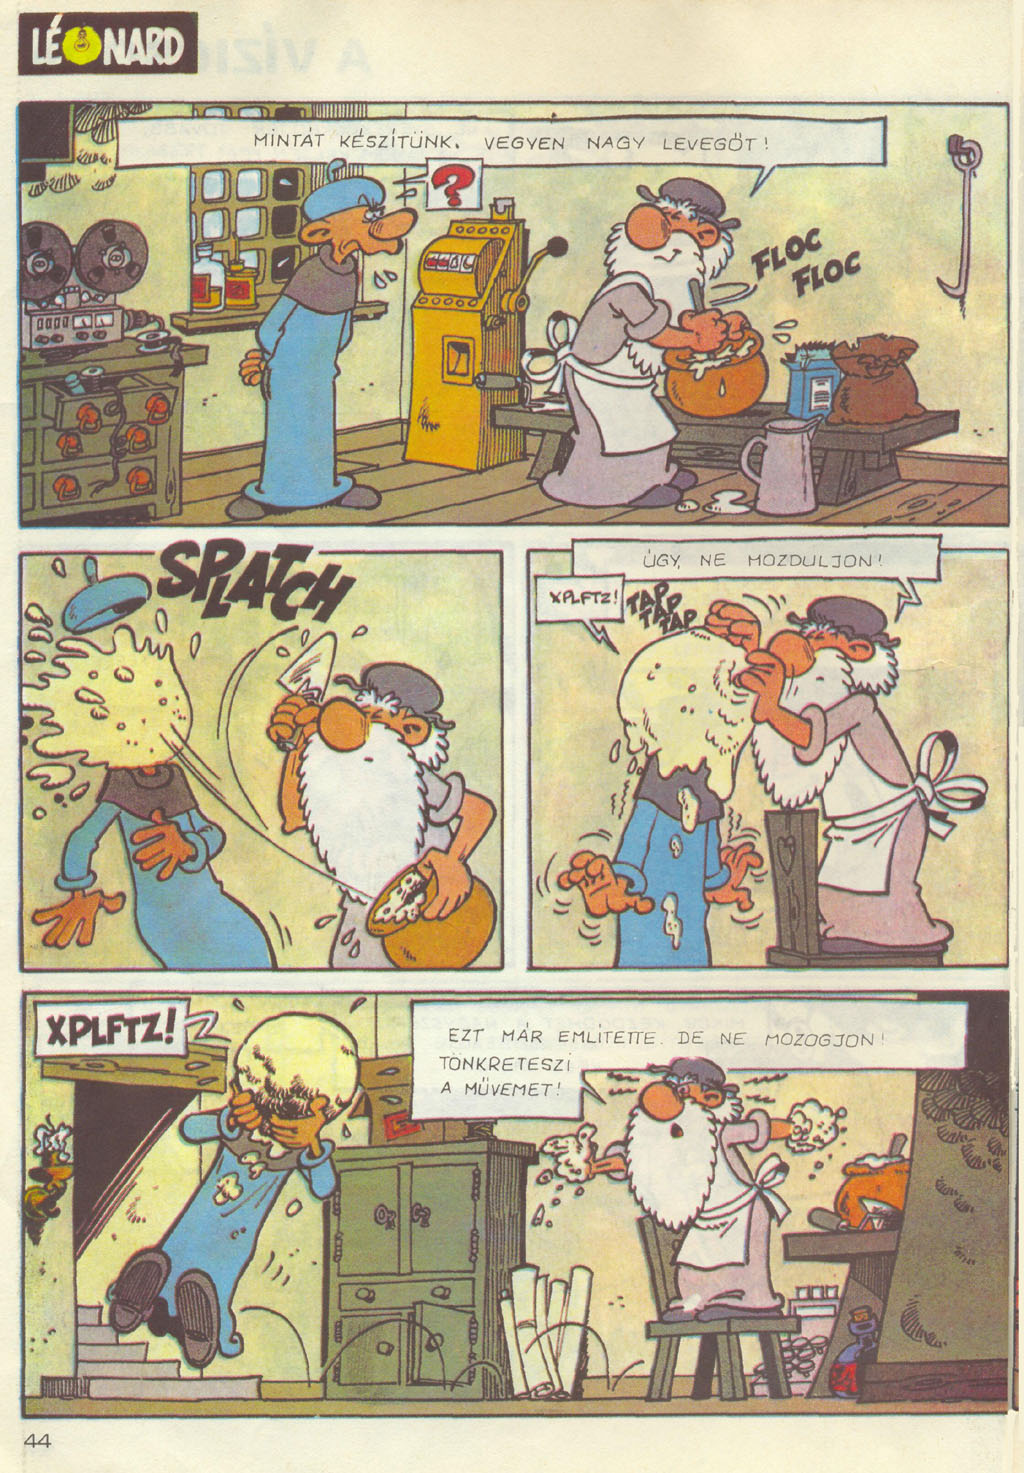 LÉONARD
MINTÁT KÉSZÍTÜNK. VEGYEN NAGY LEVEGŐT!
?
FLOC
FLOC
SPLATCH
ÚGY, NE MOZDULJON!
XPLFTZ!
TAP
TAP
TAP
XPLFTZ!
EZT MÁR EMLÍTETTE. DE NE MOZOGJON!
TÖNKRETESZI
A MŰVEMET!
44